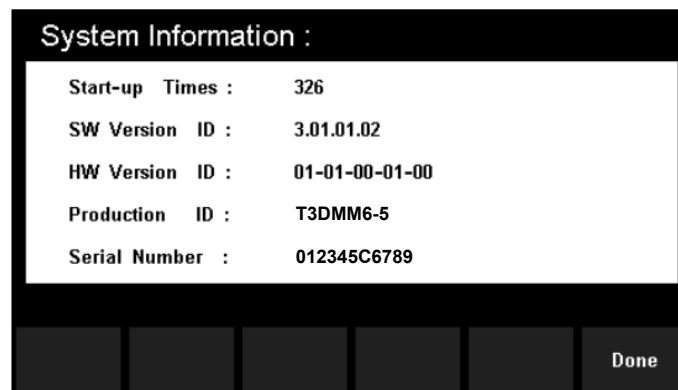 System Information :
Start-up Times : 326
SW Version ID : 3.01.01.02
HW Version ID : 01-01-00-01-00
Production ID : T3DMM6-5
Serial Number : 012345C6789
Done